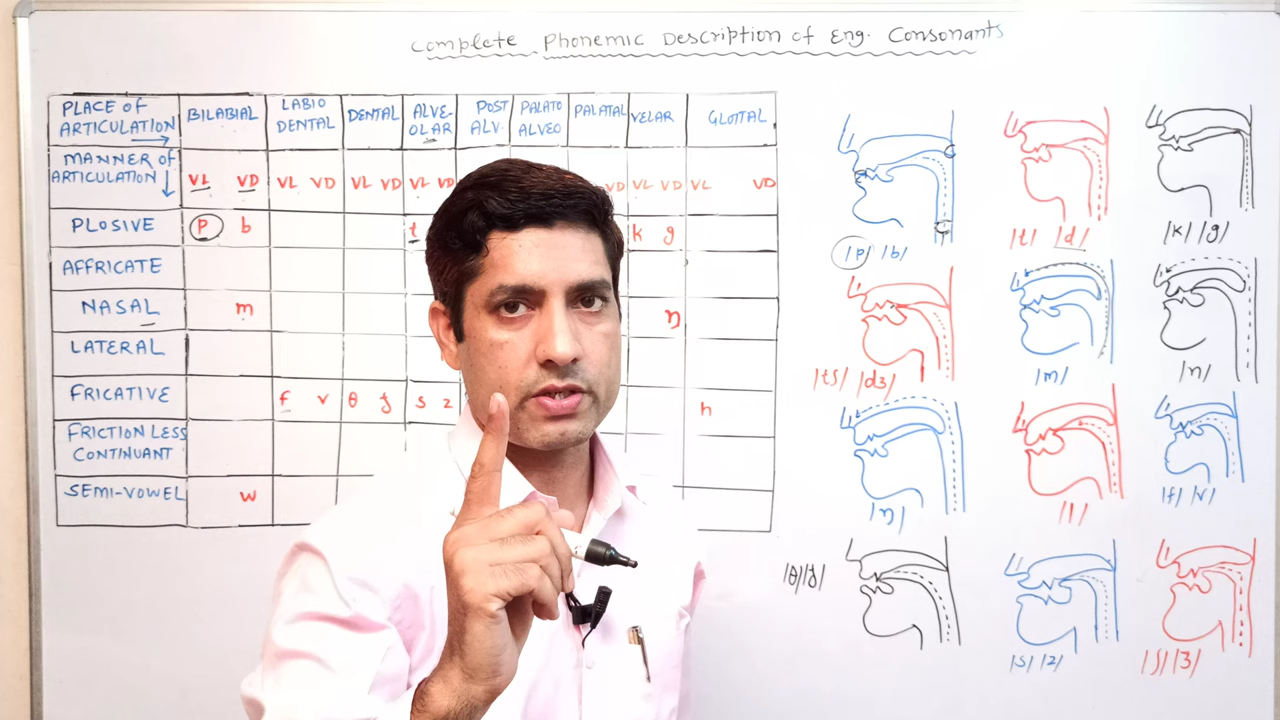 Complete Phonemic Description of Eng. Consonants
PLACE of ARTICULATION → BILABIAL LABIO DENTAL DENTAL ALVE-OLAR POST ALV. PALATO ALVEO PALATAL VELAR GLOTTAL
MANNER of ARTICULATION ↓ VL VD VL VD VL VD VL VD VD VL VD VL VD
PLOSIVE p b t k g
AFFRICATE
NASAL m ŋ
LATERAL
FRICATIVE f v θ ð s z h
FRICTION LESS CONTINUANT
SEMI-VOWEL w
/p/ /b/
/t/ /d/
/k/ /g/
/tʃ/ /dʒ/
/m/
/n/
/ŋ/
/l/
/f/ /v/
/θ/ /ð/
/s/ /z/
/ʃ/ /ʒ/